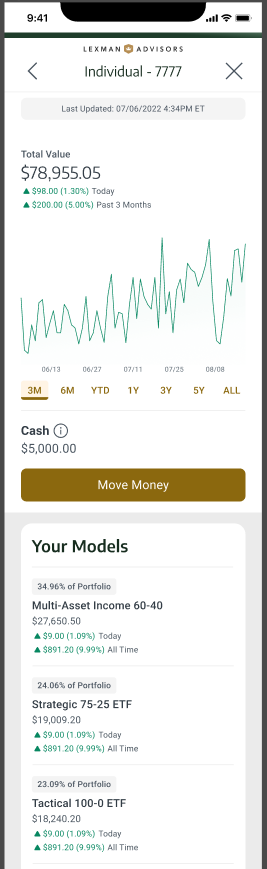 9:41
LEXMAN ADVISORS
Individual - 7777
Last Updated: 07/06/2022 4:34PM ET
Total Value
$78,955.05
$98.00 (1.30%) Today
$200.00 (5.00%) Past 3 Months
06/13 06/27 07/11 07/25 08/08
3M 6M YTD 1Y 3Y 5Y ALL
Cash
$5,000.00
Move Money
Your Models
34.96% of Portfolio
Multi-Asset Income 60-40
$27,650.50
$9.00 (1.09%) Today
$891.20 (9.99%) All Time
24.06% of Portfolio
Strategic 75-25 ETF
$19,009.20
$9.00 (1.09%) Today
$891.20 (9.99%) All Time
23.09% of Portfolio
Tactical 100-0 ETF
$18,240.20
$9.00 (1.09%) Today
$891.20 (9.99%) All Time